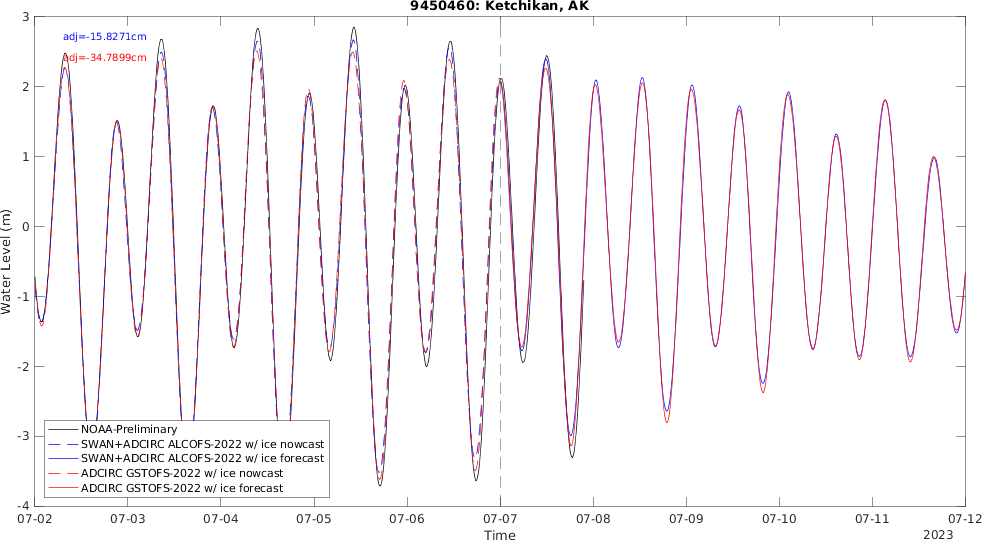 9450460: Ketchikan, AK
adj=-15.8271cm
adj=-34.7899cm
Water Level (m)
3
2
1
0
-1
-2
-3
-4
NOAA-Preliminary
SWAN+ADCIRC ALCOFS-2022 w/ ice nowcast
SWAN+ADCIRC ALCOFS-2022 w/ ice forecast
ADCIRC GSTOFS-2022 w/ ice nowcast
ADCIRC GSTOFS-2022 w/ ice forecast
07-02 07-03 07-04 07-05 07-06 07-07 07-08 07-09 07-10 07-11 07-12
Time
2023